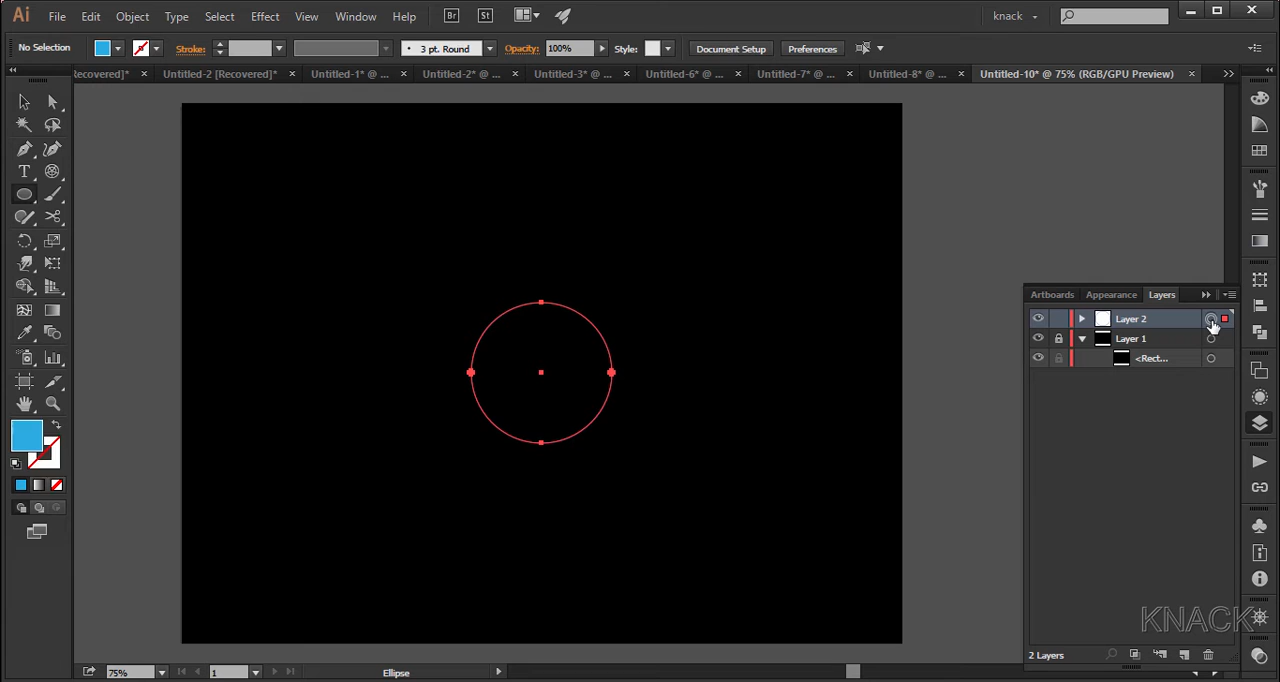 Ai File Edit Object Type Select Effect View Window Help Br St knack
No Selection Stroke: 3 pt. Round Opacity: 100% Style: Document Setup Preferences
ecovered]* Untitled-2 [Recovered]* Untitled-1* @ ... Untitled-2* @ ... Untitled-3* @ ... Untitled-6* @ ... Untitled-7* @ ... Untitled-8* @ ... Untitled-10* @ 75% (RGB/GPU Preview)
Artboards Appearance Layers
Layer 2
Layer 1
<Rect...
KNACK
2 Layers
75% 1 Ellipse